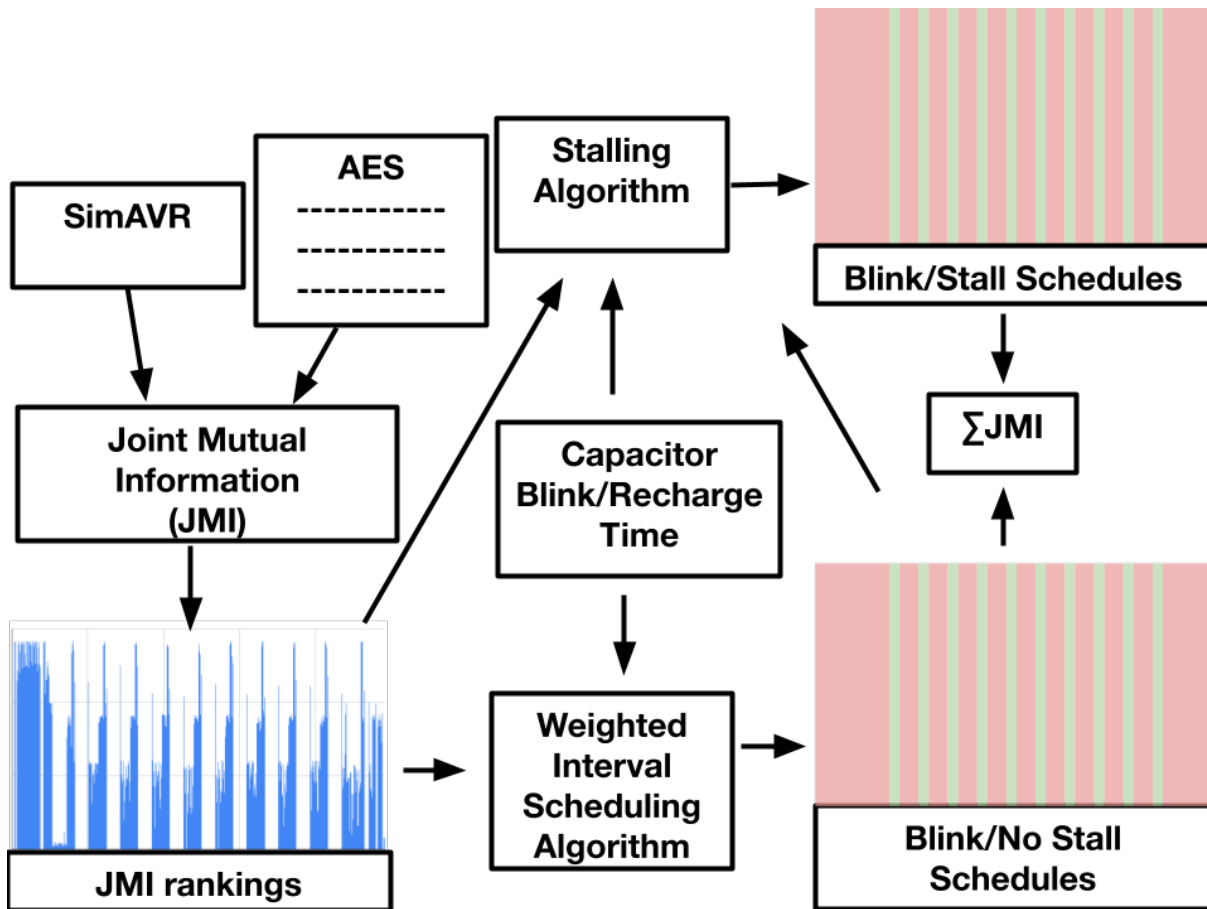 SimAVR
AES
-----------
-----------
-----------
Stalling
Algorithm
Blink/Stall Schedules
Joint Mutual
Information
(JMI)
Capacitor
Blink/Recharge
Time
∑JMI
JMI rankings
Weighted
Interval
Scheduling
Algorithm
Blink/No Stall
Schedules